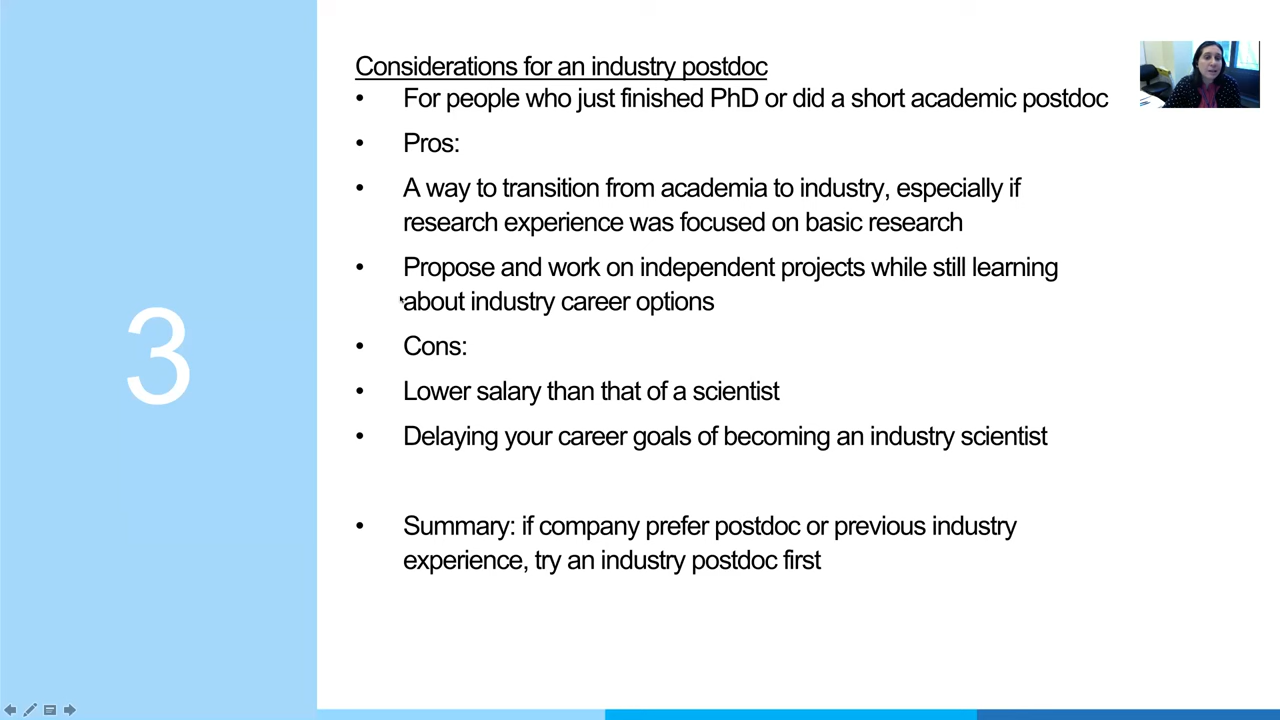 Considerations for an industry postdoc
• For people who just finished PhD or did a short academic postdoc
• Pros:
• A way to transition from academia to industry, especially if
research experience was focused on basic research
• Propose and work on independent projects while still learning
about industry career options
3
• Cons:
• Lower salary than that of a scientist
• Delaying your career goals of becoming an industry scientist
• Summary: if company prefer postdoc or previous industry
experience, try an industry postdoc first